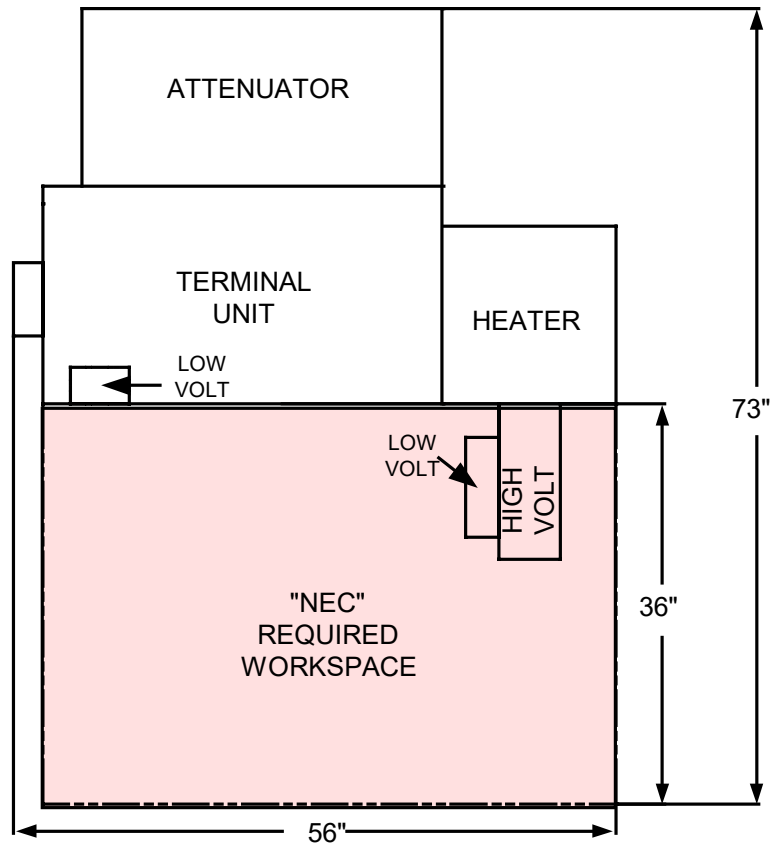 ATTENUATOR
TERMINAL
UNIT
HEATER
LOW
VOLT
73"
LOW
VOLT
HIGH
VOLT
36"
"NEC"
REQUIRED
WORKSPACE
56"